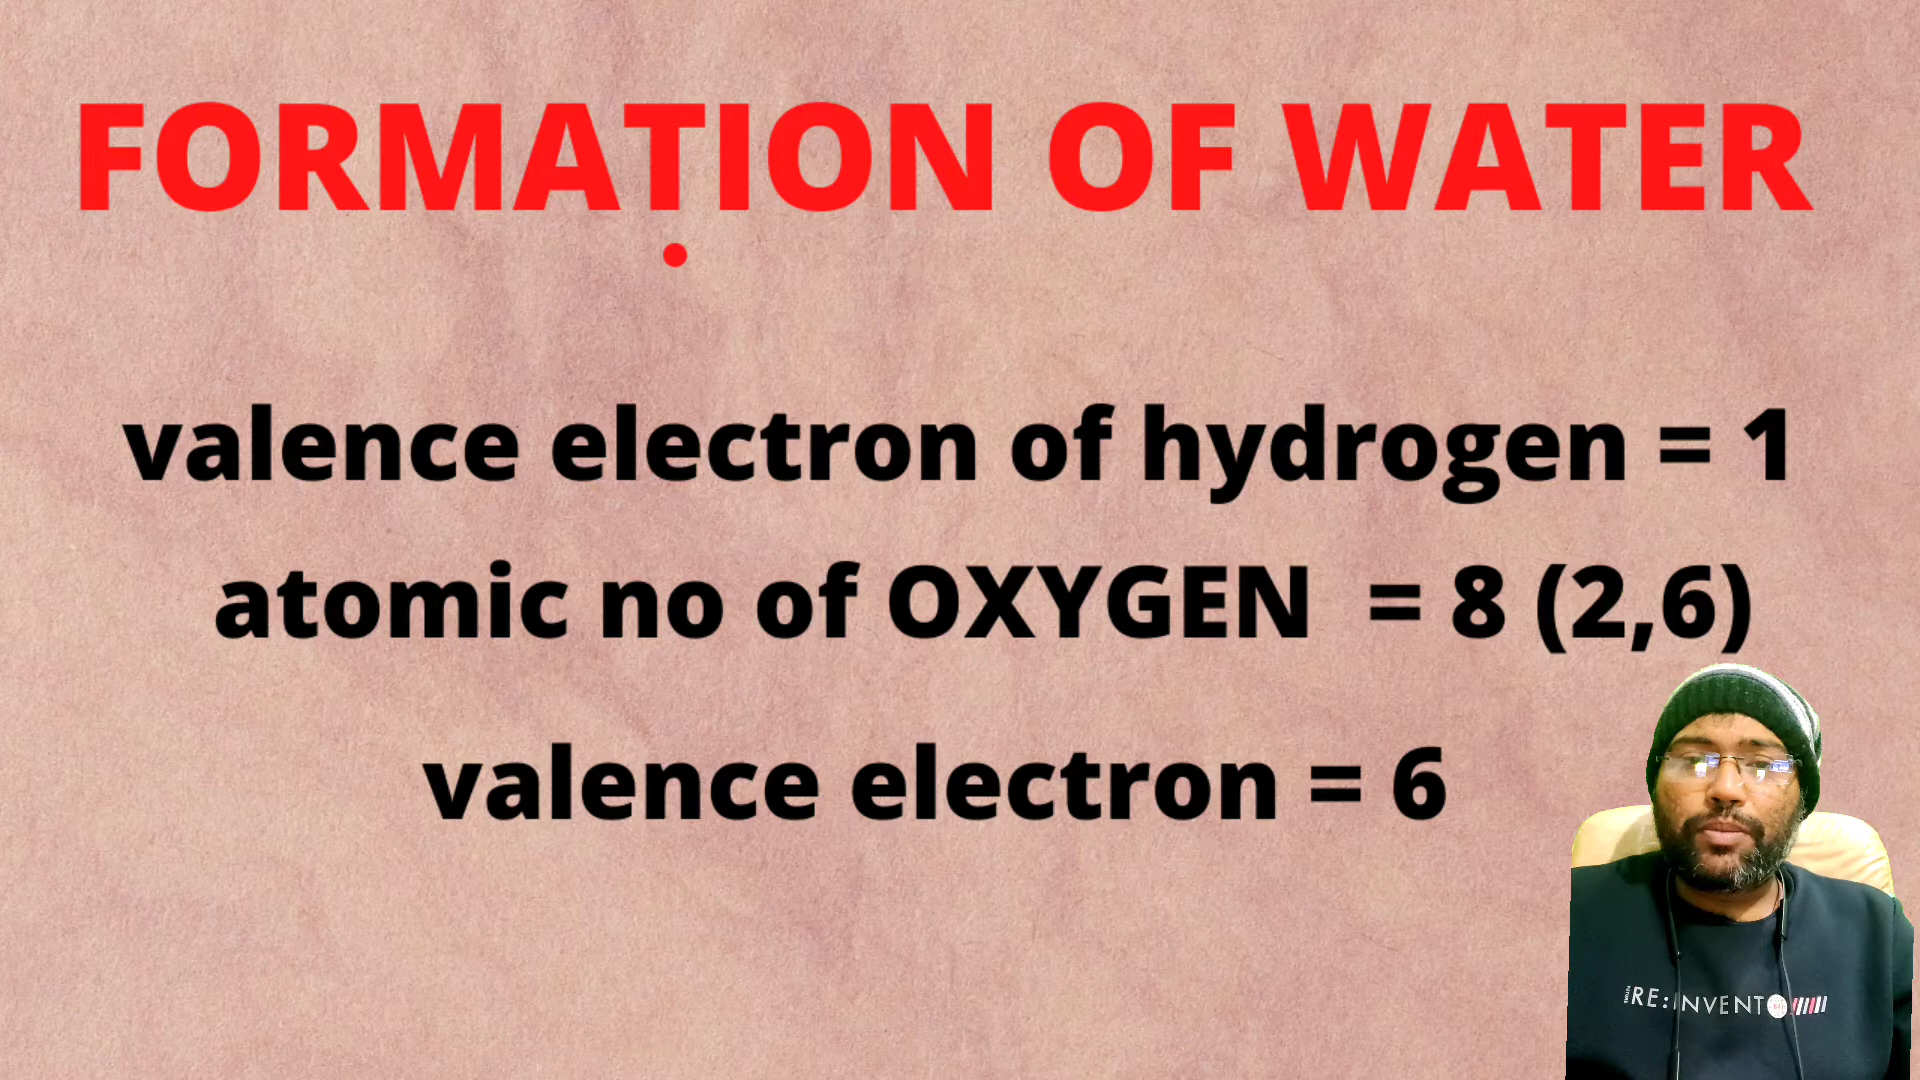 FORMATION OF WATER
valence electron of hydrogen = 1
atomic no of OXYGEN = 8 (2,6)
valence electron = 6
RE:INVENT